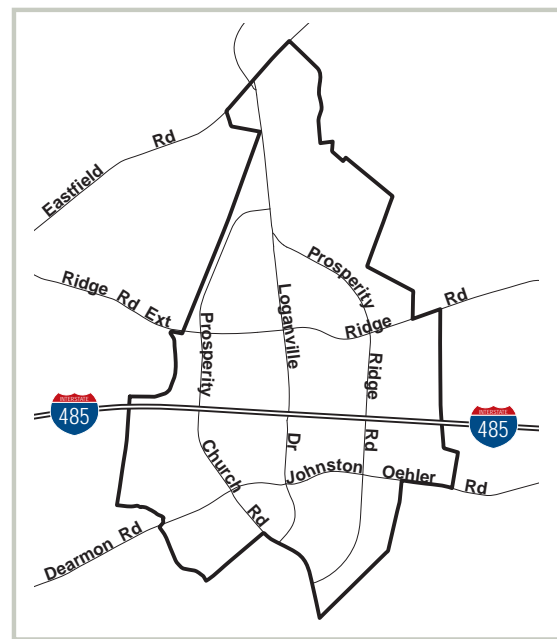 Eastfield Rd
Ridge Rd Ext
Prosperity
Loganville
Ridge Rd
Prosperity
Ridge
Rd
INTERSTATE
485
INTERSTATE
485
Church Rd
Dr
Johnston Oehler Rd
Dearmon Rd